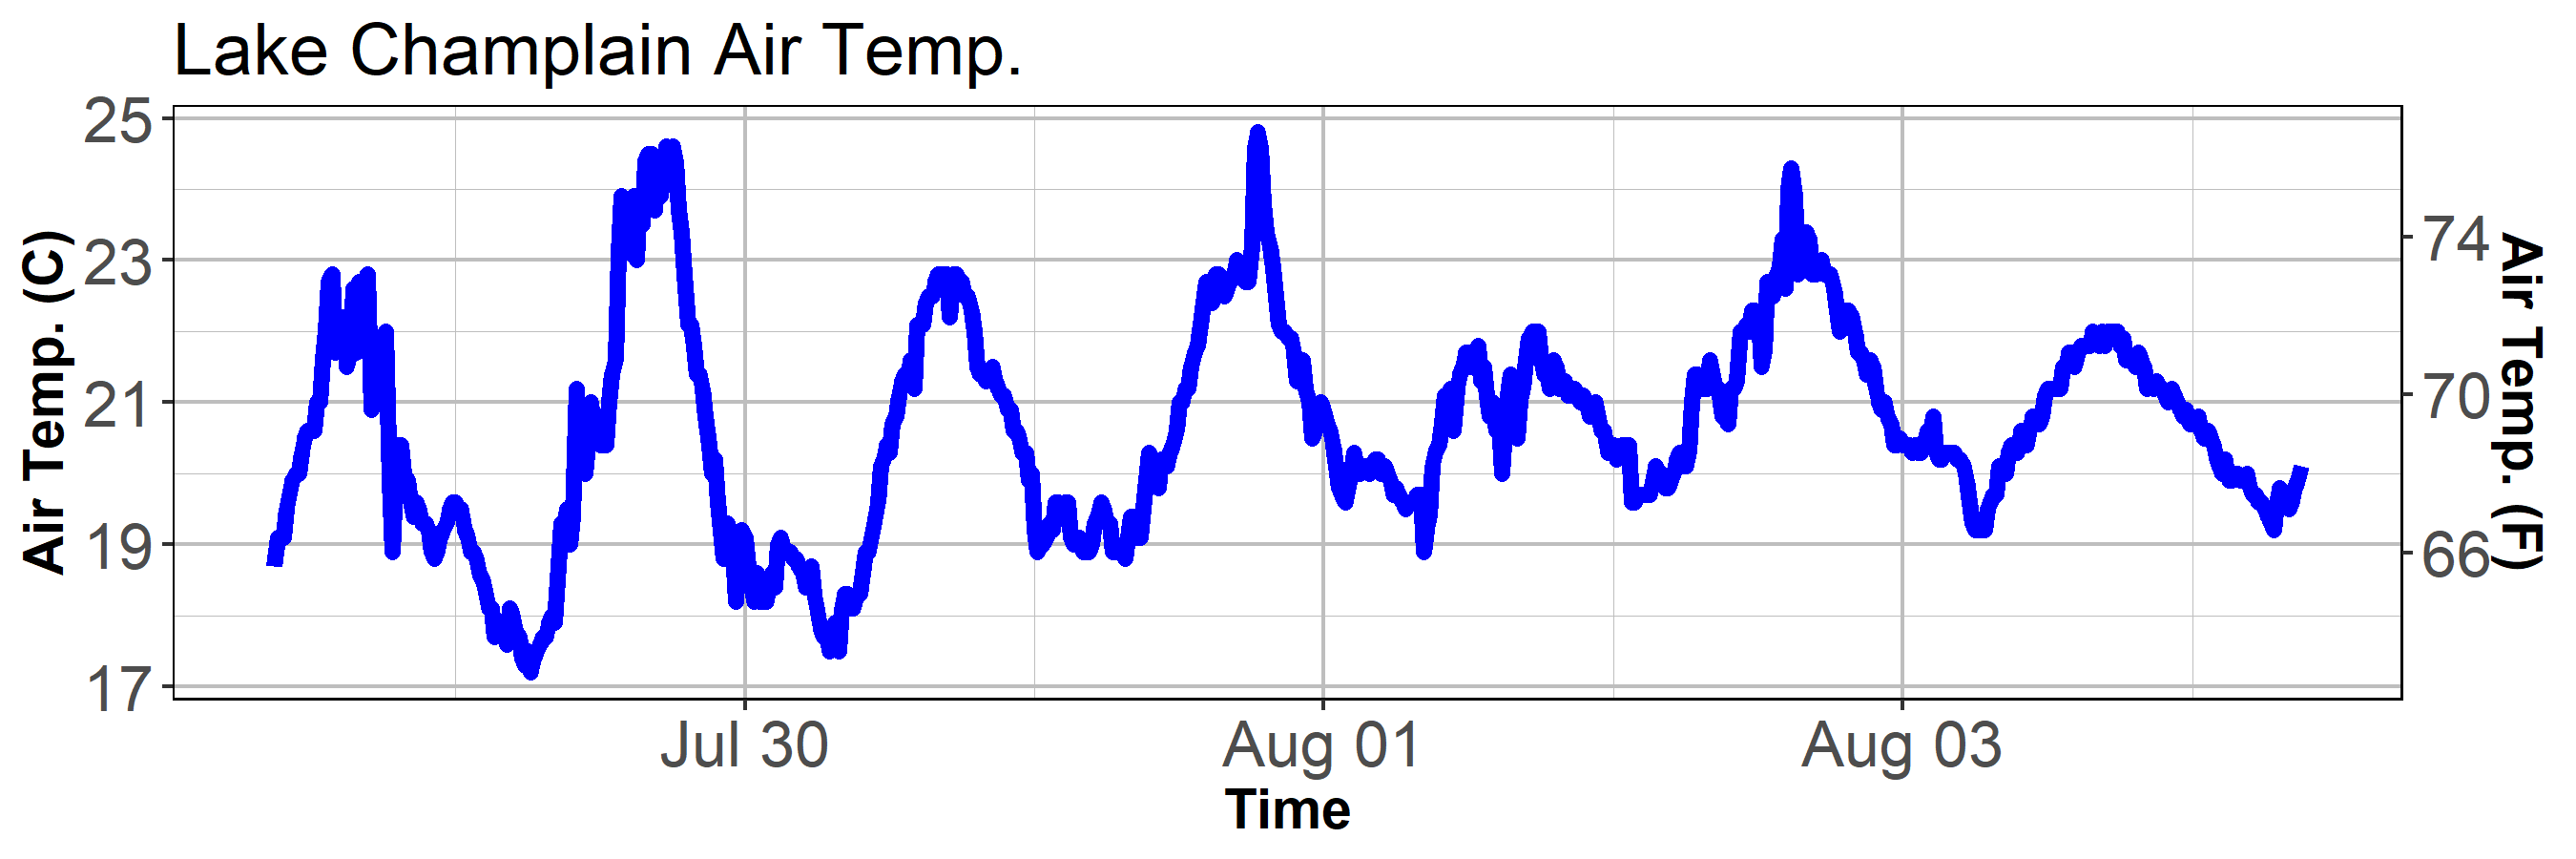 Lake Champlain Air Temp.
25
23
21
19
17
Air Temp. (C)
74
70
66
Air Temp. (F)
Jul 30
Aug 01
Aug 03
Time